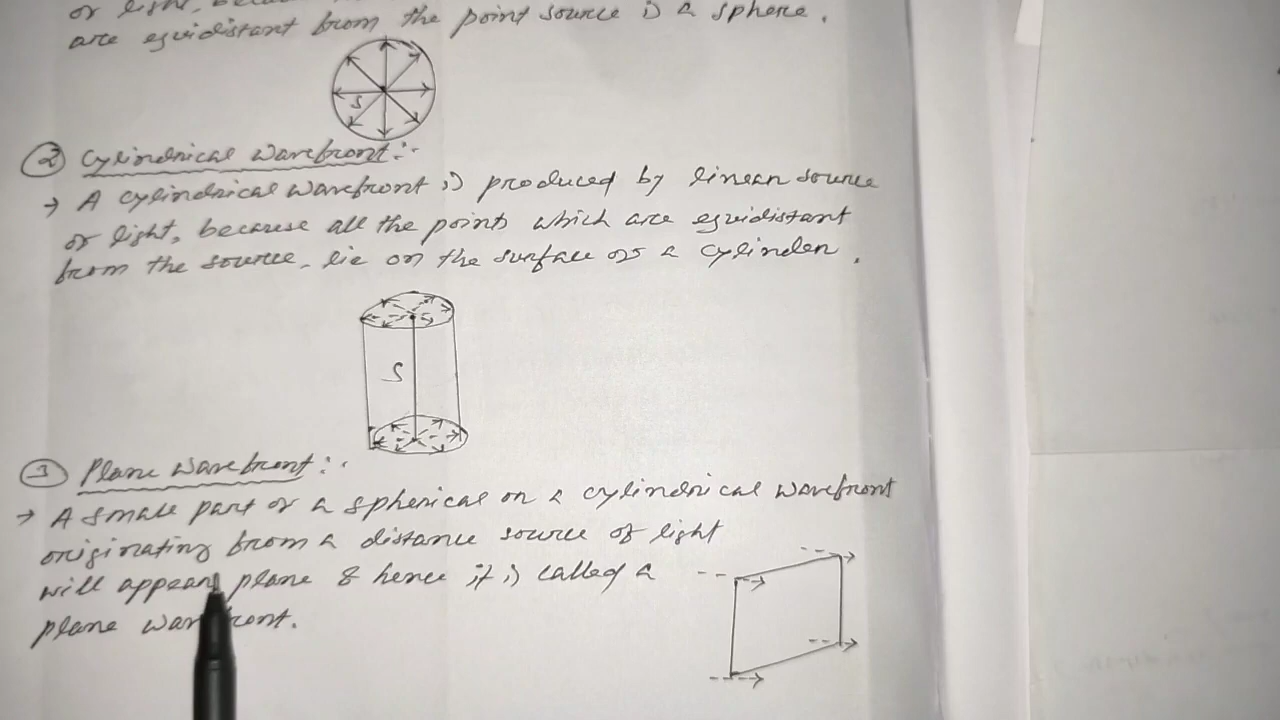 of light,
are equidistant from the point source is a sphere.
S
② Cylindrical Wavefront:-
→ A cylindrical wavefront is produced by linear source
of light, because all the points which are equidistant
from the source, lie on the surface of a cylinder.
S
③ Plane Wavefront:-
→ A small part of a spherical or a cylindrical wavefront
originating from a distance source of light
will appear plane & hence it is called a
plane wavefront.